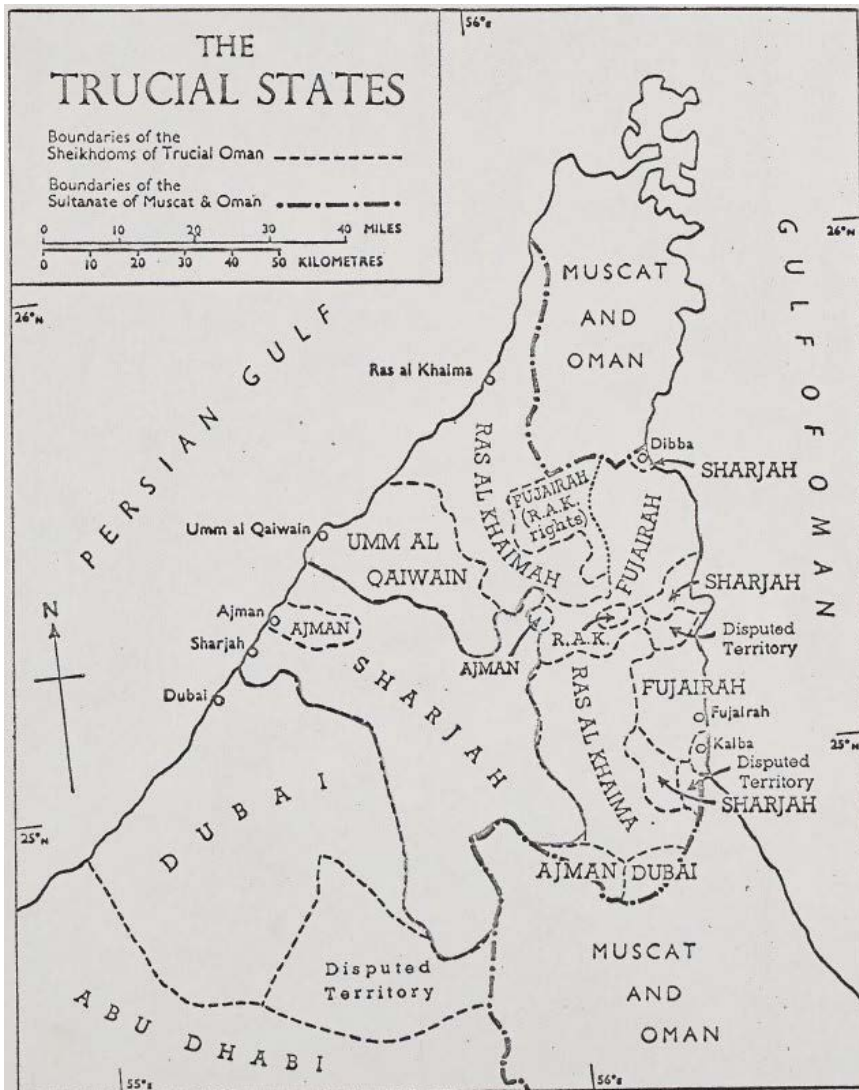 THE
TRUCIAL STATES
Boundaries of the
Sheikhdoms of Trucial Oman
Boundaries of the
Sultanate of Muscat & Oman
0 10 20 30 40 MILES
0 10 20 30 40 50 KILOMETRES
56°E
26°N
26°N
PERSIAN GULF
GULF OF OMAN
MUSCAT
AND
OMAN
Ras al Khaima
Dibba
SHARJAH
RAS AL KHAIMAH
FUJAIRAH
(R.A.K.
rights)
FUJAIRAH
Umm al Qaiwain
UMM AL
QAIWAIN
SHARJAH
Disputed
Territory
N
Ajman
AJMAN
Sharjah
Dubai
AJMAN
R.A.K.
SHARJAH
RAS AL KHAIMA
FUJAIRAH
Fujairah
Kalba
25°N
Disputed
Territory
SHARJAH
DUBAI
25°N
AJMAN
DUBAI
Disputed
Territory
MUSCAT
AND
OMAN
ABU DHABI
55°E
56°E